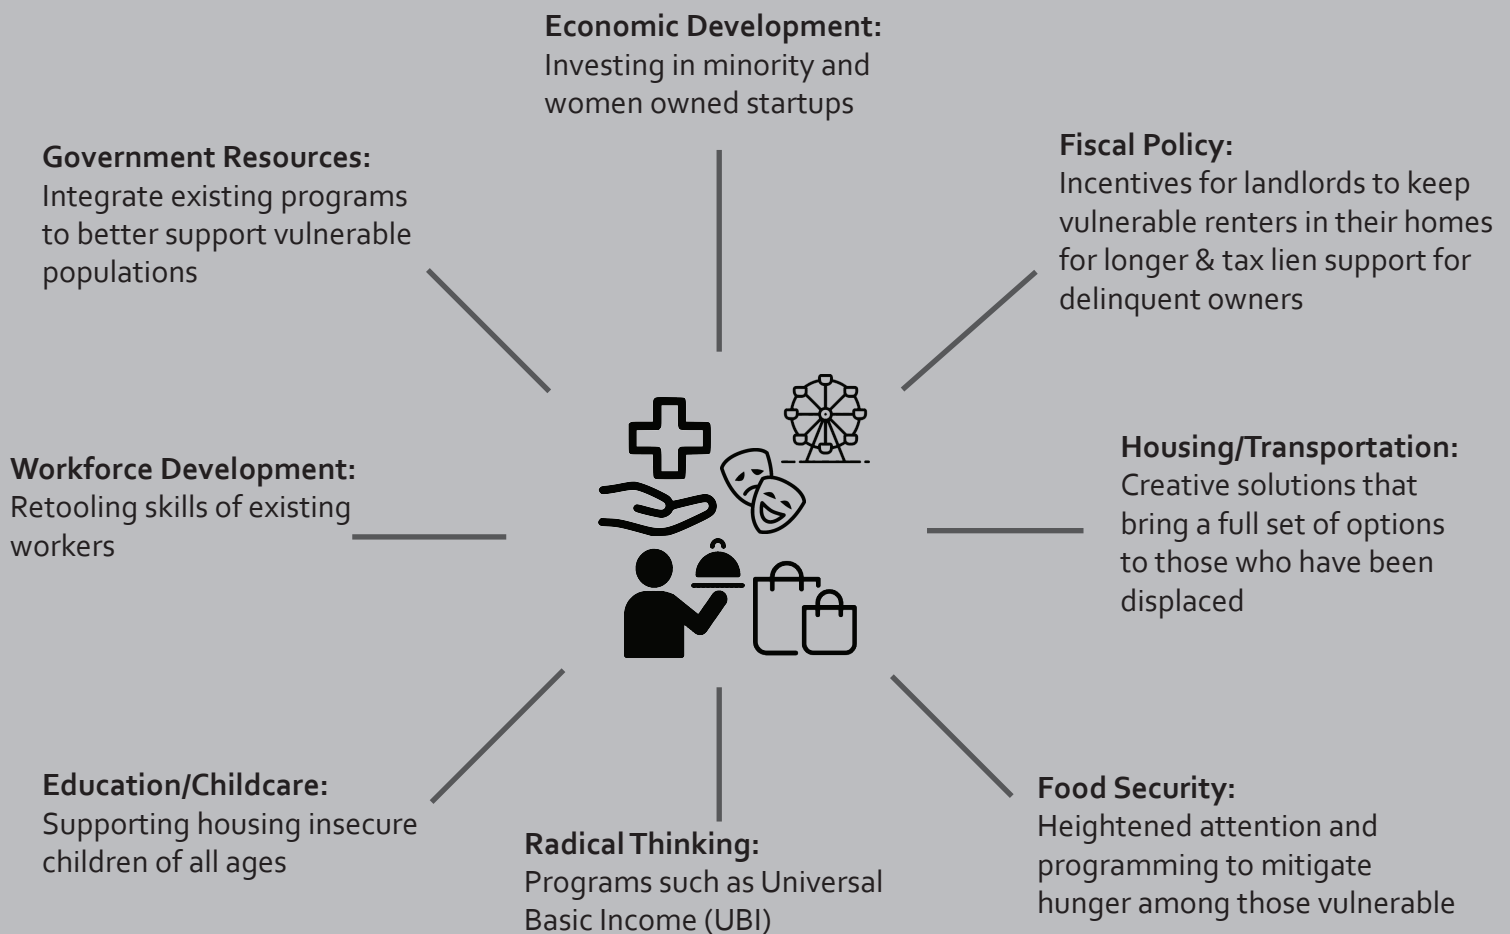 Economic Development:
Investing in minority and
women owned startups
Government Resources:
Integrate existing programs
to better support vulnerable
populations
Fiscal Policy:
Incentives for landlords to keep
vulnerable renters in their homes
for longer & tax lien support for
delinquent owners
Workforce Development:
Retooling skills of existing
workers
Housing/Transportation:
Creative solutions that
bring a full set of options
to those who have been
displaced
Education/Childcare:
Supporting housing insecure
children of all ages
Radical Thinking:
Programs such as Universal
Basic Income (UBI)
Food Security:
Heightened attention and
programming to mitigate
hunger among those vulnerable